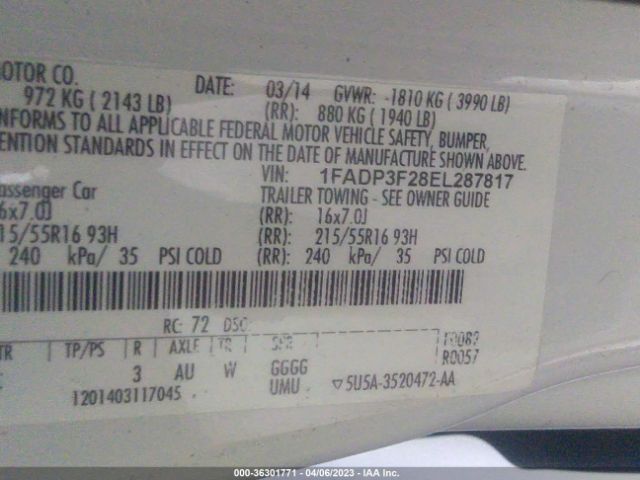 MOTOR CO.
DATE: 03/14 GVWR: -1810 KG ( 3990 LB)
972 KG ( 2143 LB) (RR): 880 KG ( 1940 LB)
NFORMS TO ALL APPLICABLE FEDERAL MOTOR VEHICLE SAFETY, BUMPER,
ENTION STANDARDS IN EFFECT ON THE DATE OF MANUFACTURE SHOWN ABOVE.
VIN: 1FADP3F28EL287817
assenger Car TRAILER TOWING - SEE OWNER GUIDE
6x7.0J (RR): 16x7.0J
15/55R16 93H (RR): 215/55R16 93H
240 kPa/ 35 PSI COLD (RR): 240 kPa/ 35 PSI COLD
RC: 72 DSO:
TR TP/PS R AXLE TR SPR F0082
R0057
3 AU W GGGG
1201403117045 UMU ▽5U5A-3520472-AA
000-36301771 - 04/06/2023 - IAA Inc.